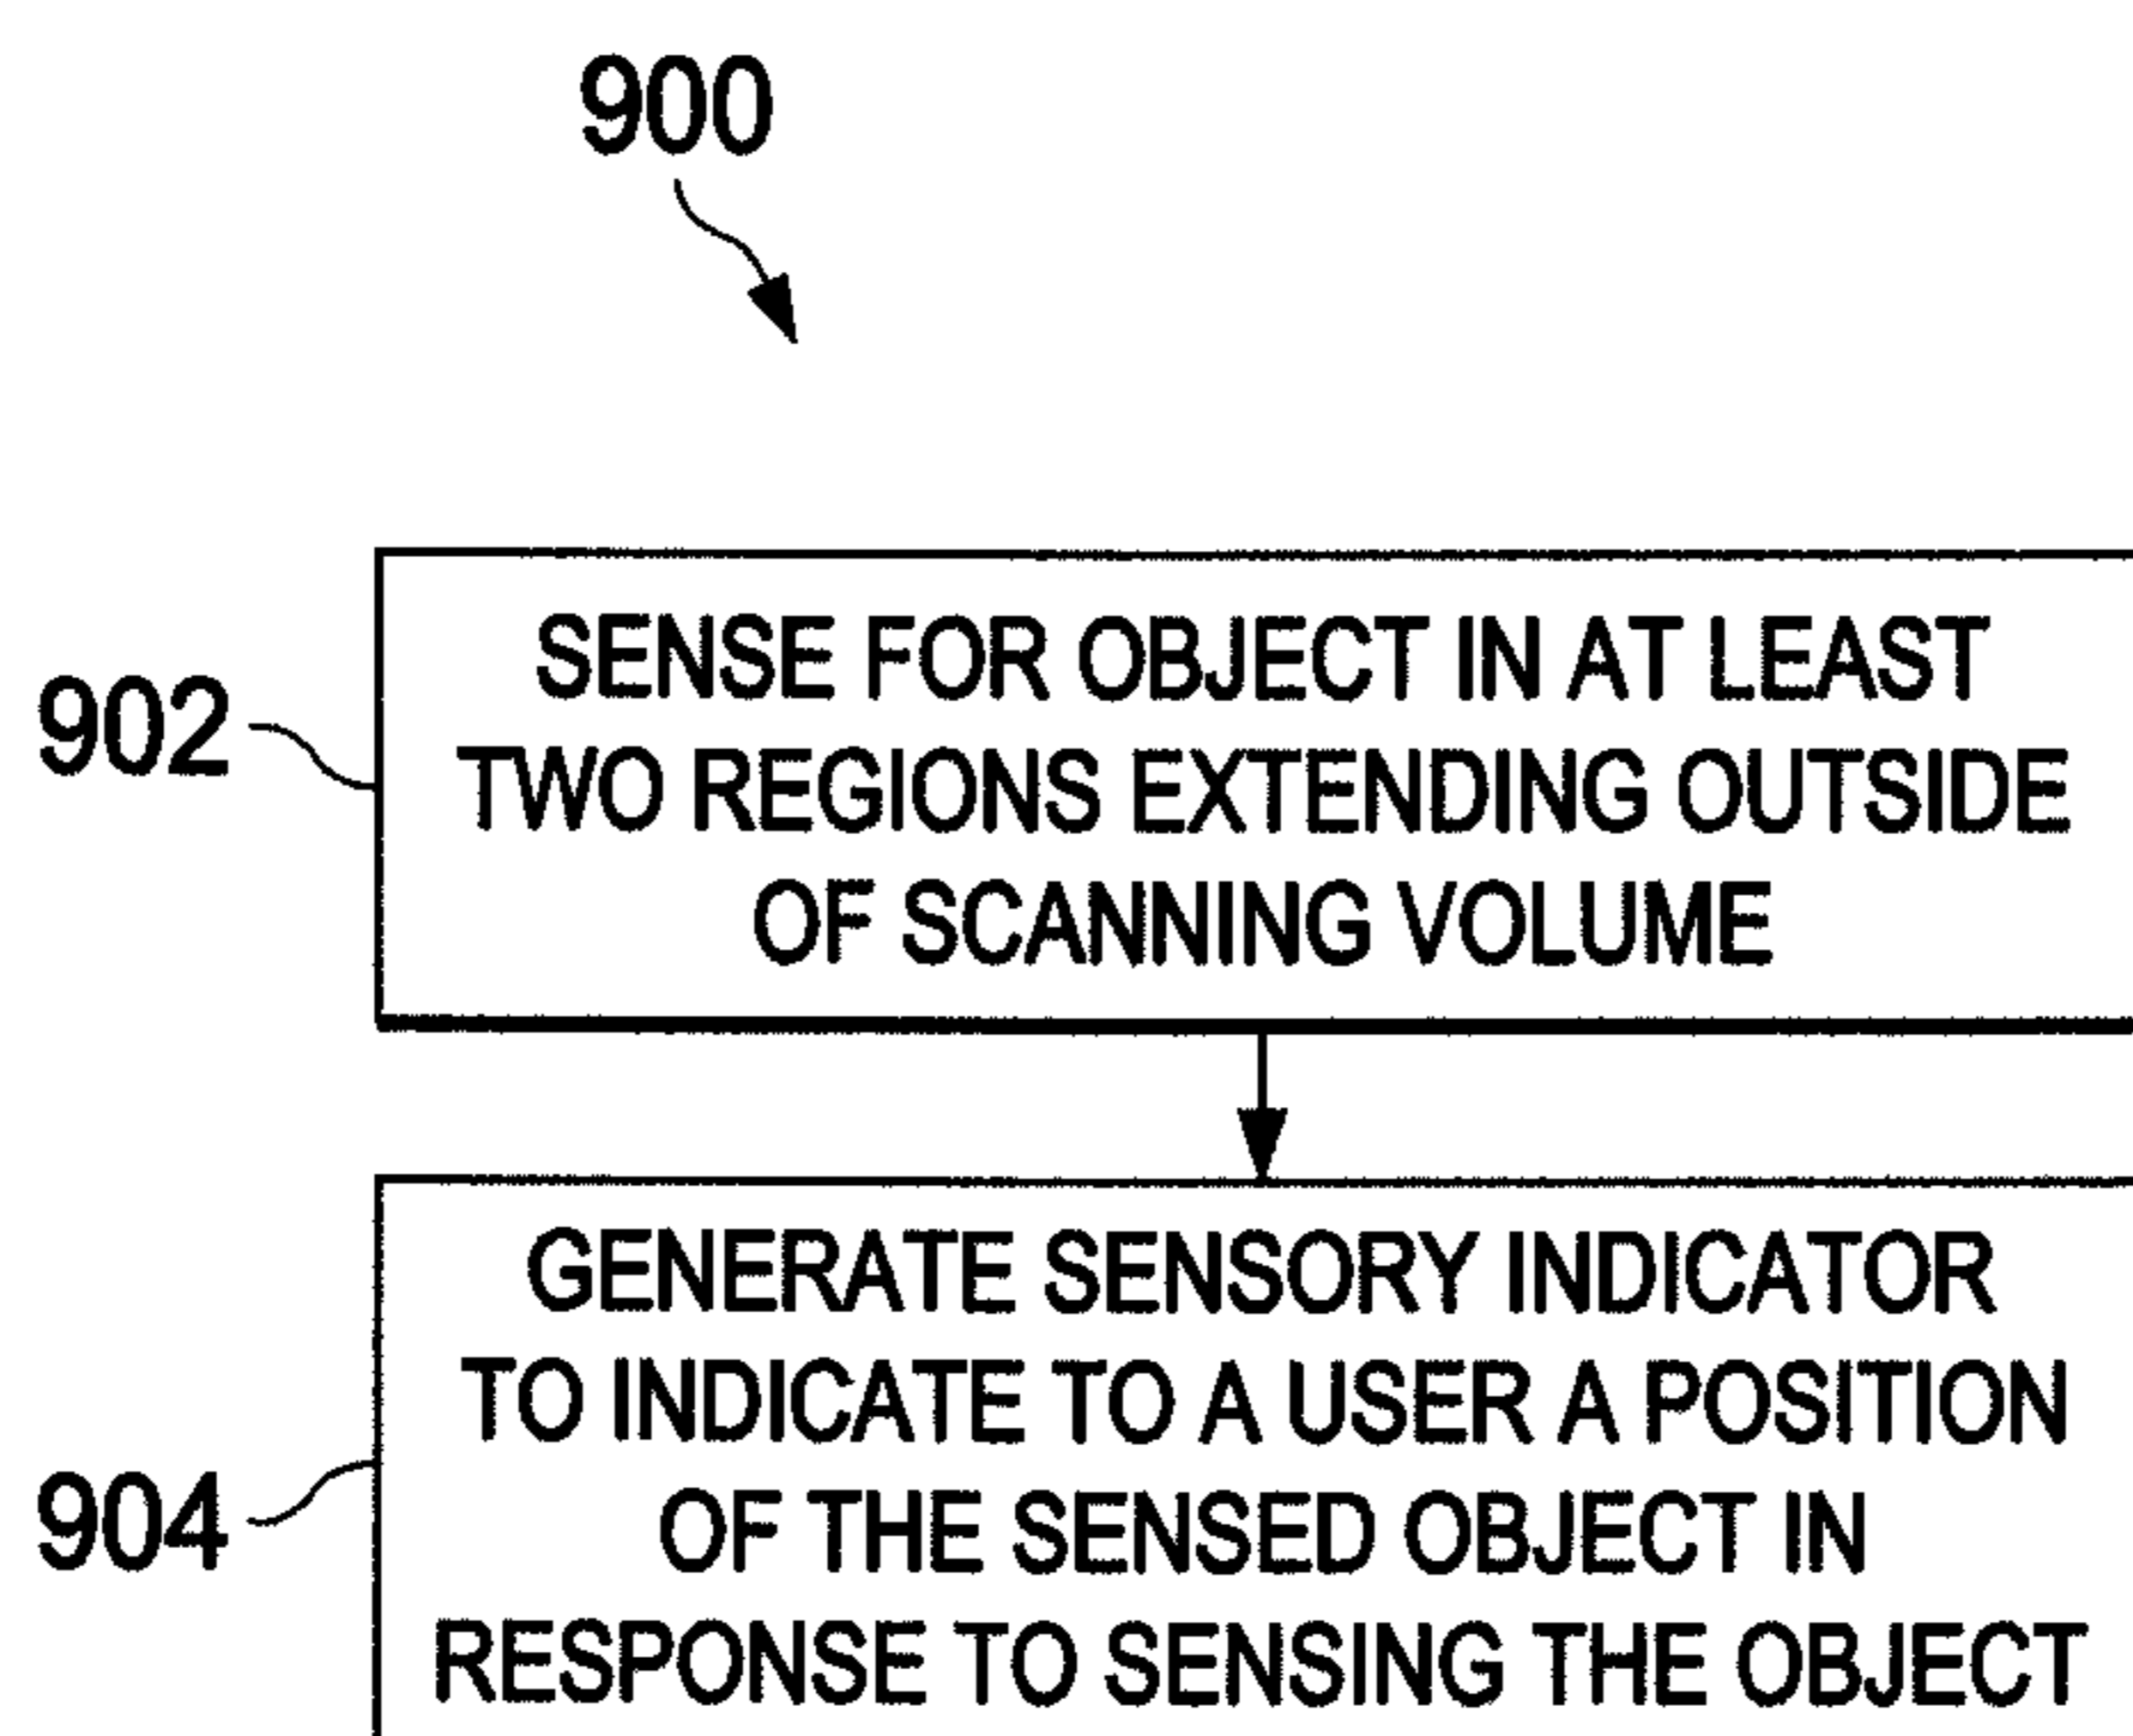 900
902
SENSE FOR OBJECT IN AT LEAST
TWO REGIONS EXTENDING OUTSIDE
OF SCANNING VOLUME
904
GENERATE SENSORY INDICATOR
TO INDICATE TO A USER A POSITION
OF THE SENSED OBJECT IN
RESPONSE TO SENSING THE OBJECT